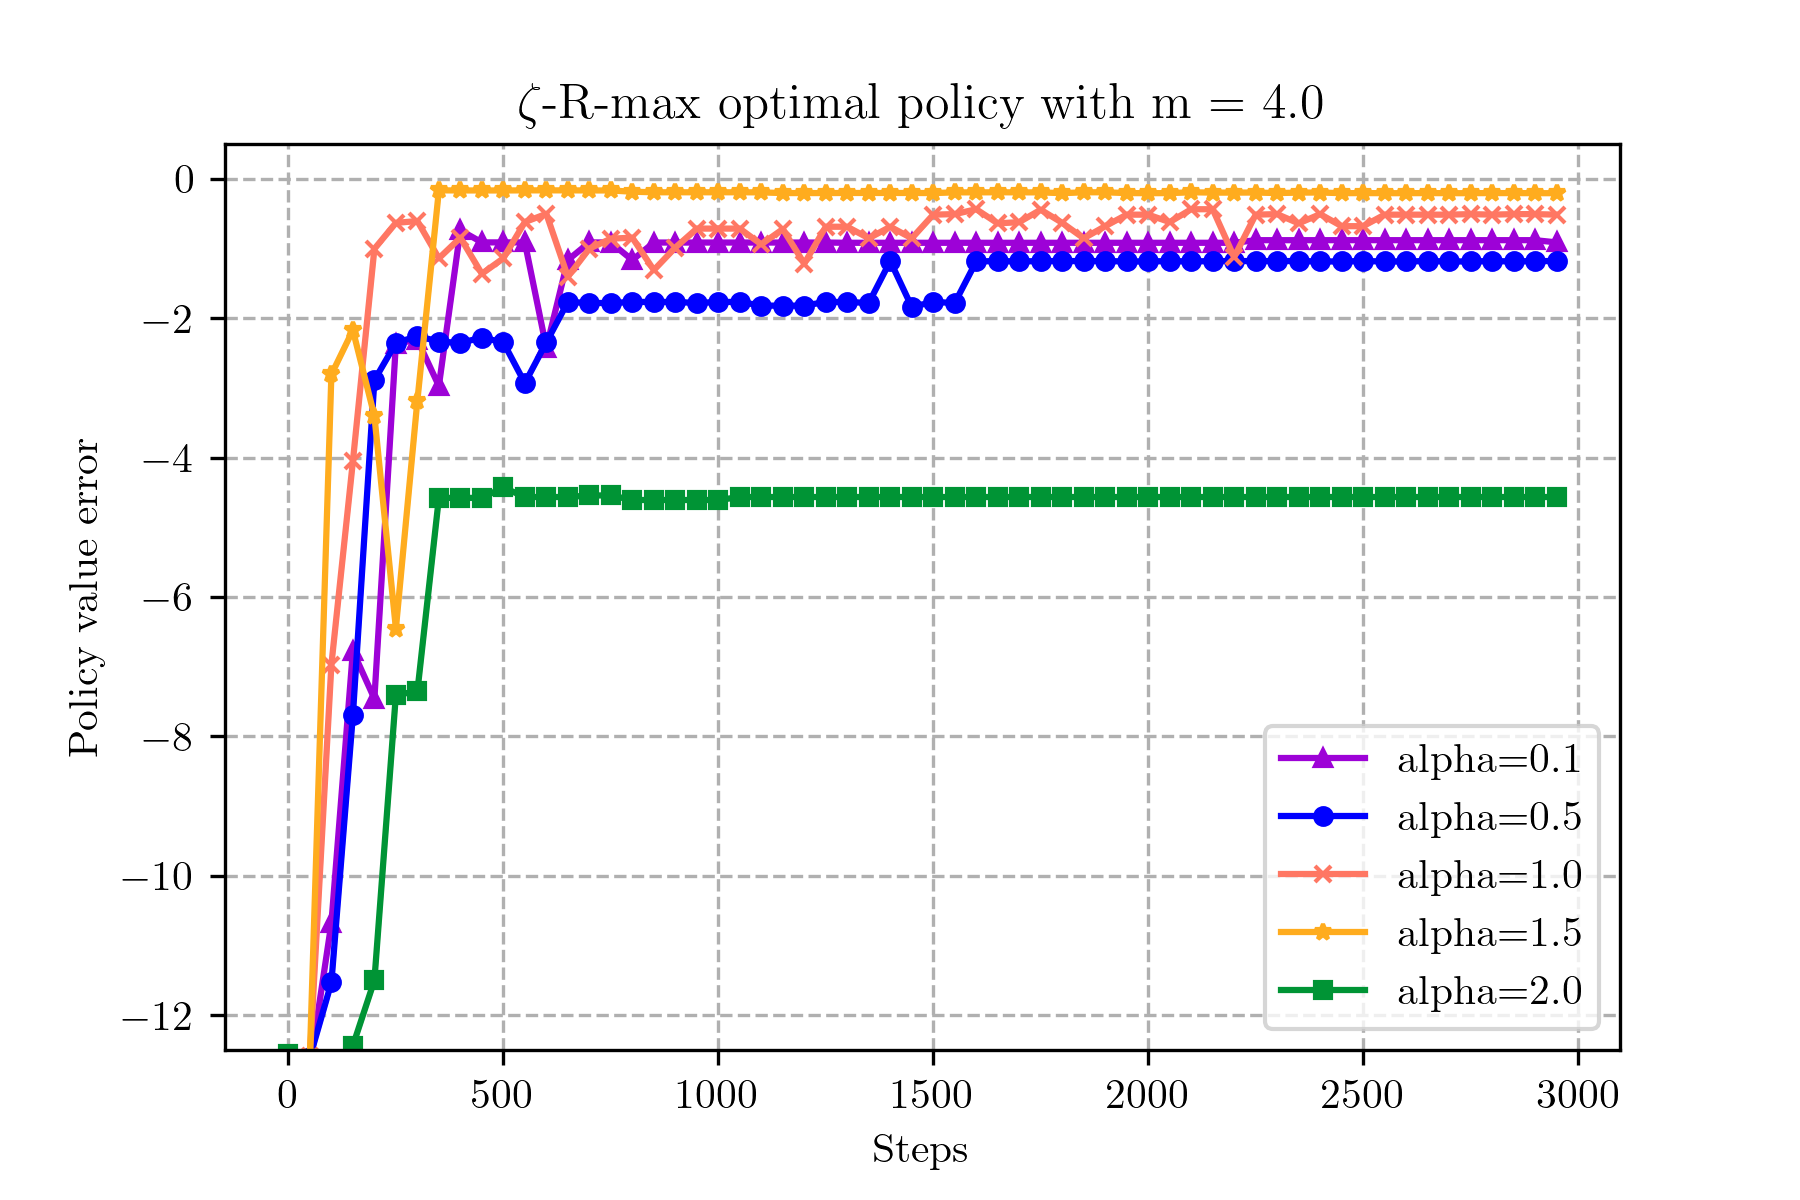 ζ-R-max optimal policy with m = 4.0
Policy value error
0
−2
−4
−6
−8
−10
−12
alpha=0.1
alpha=0.5
alpha=1.0
alpha=1.5
alpha=2.0
0 500 1000 1500 2000 2500 3000
Steps